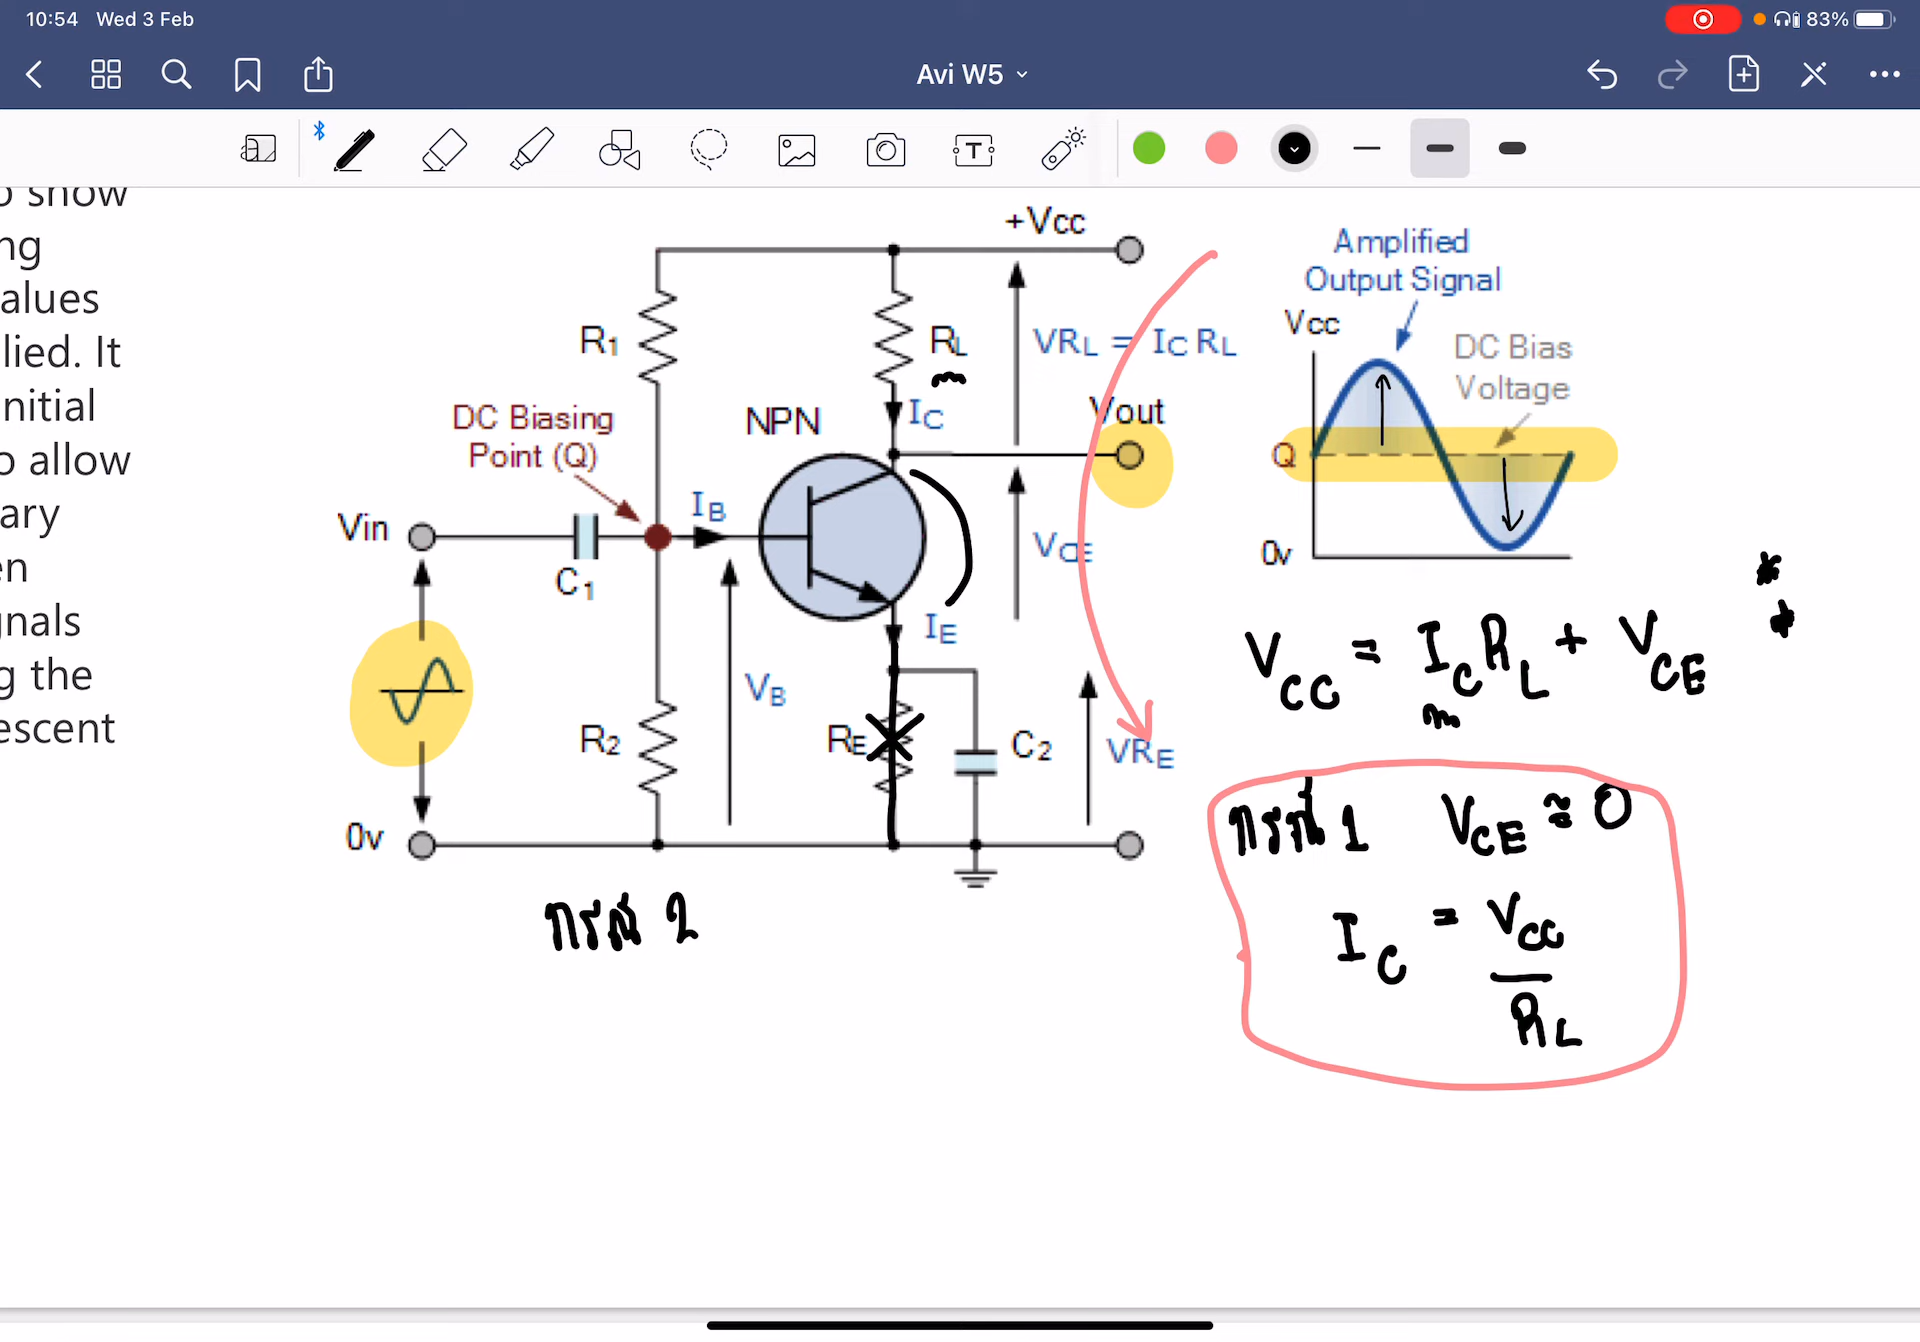 10:54 Wed 3 Feb
83%
Avi W5
show
ng
alues
lied. It
nitial
o allow
ary
en
nals
g the
escent
+Vcc
R1
RL
VRL = IC RL
IC
Vout
DC Biasing
Point (Q)
NPN
IB
Vin
C1
VCE
IE
VB
R2
RE
C2
VRE
0v
Amplified
Output Signal
Vcc
DC Bias
Voltage
Q
0v
VCC = ICRL + VCE
**
กรณี 1 VCE ≈ 0
IC = VCC
RL
กรณี 2